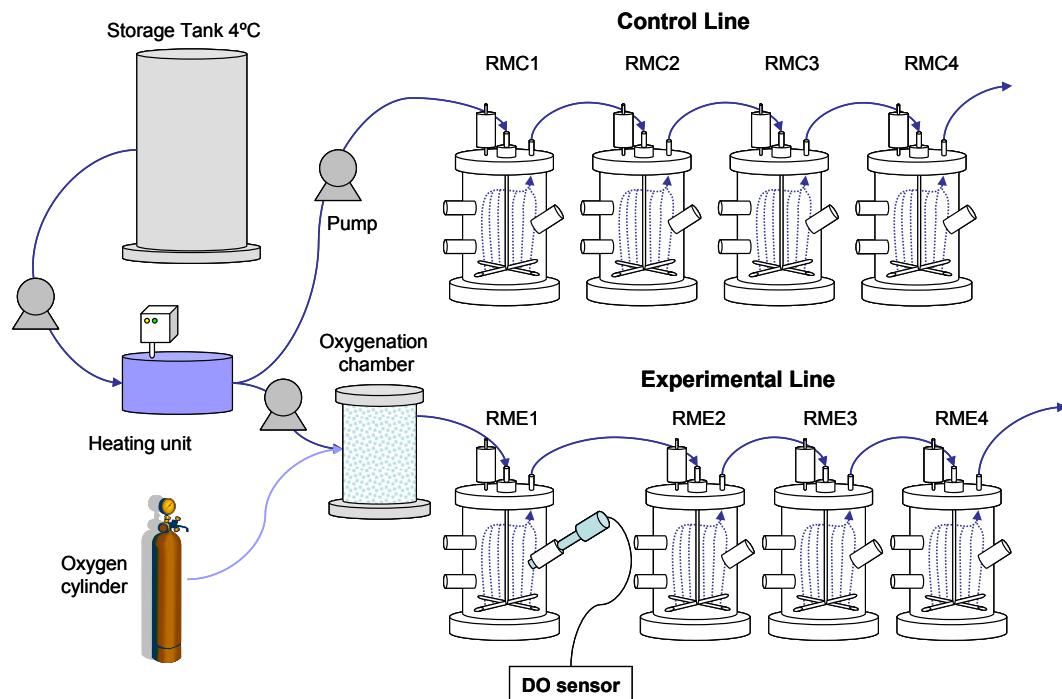 Storage Tank 4ºC
Control Line
RMC1
RMC2
RMC3
RMC4
Pump
Heating unit
Oxygenation
chamber
Experimental Line
RME1
RME2
RME3
RME4
Oxygen
cylinder
DO sensor